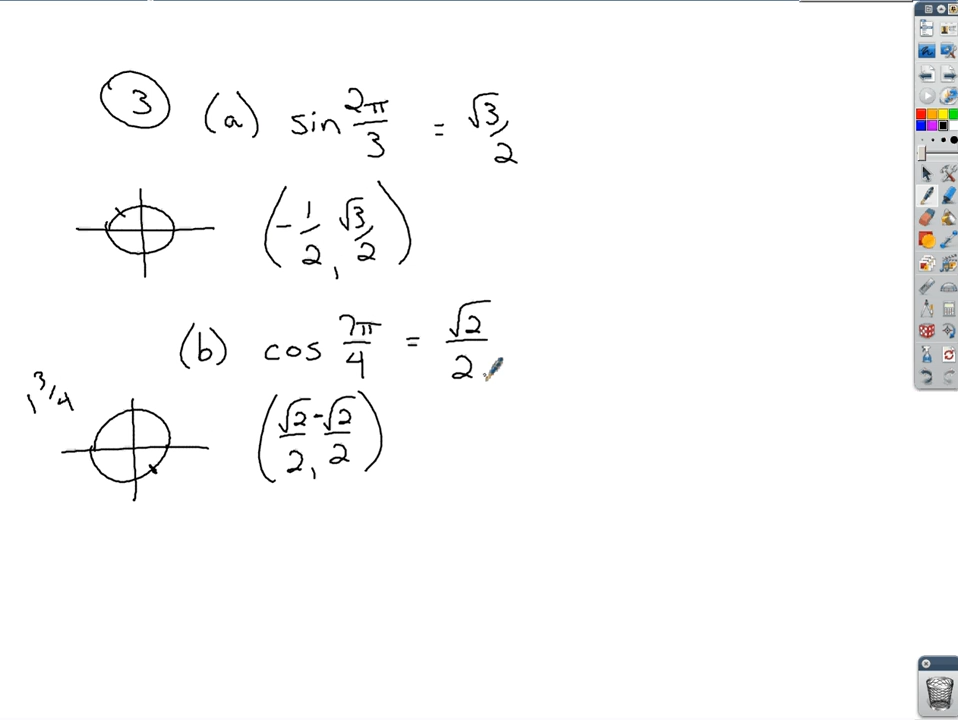 3 (a) sin 2π/3 = √3/2
(-1/2, √3/2)
(b) cos 7π/4 = √2/2
1 3/4
(√2/2, -√2/2)